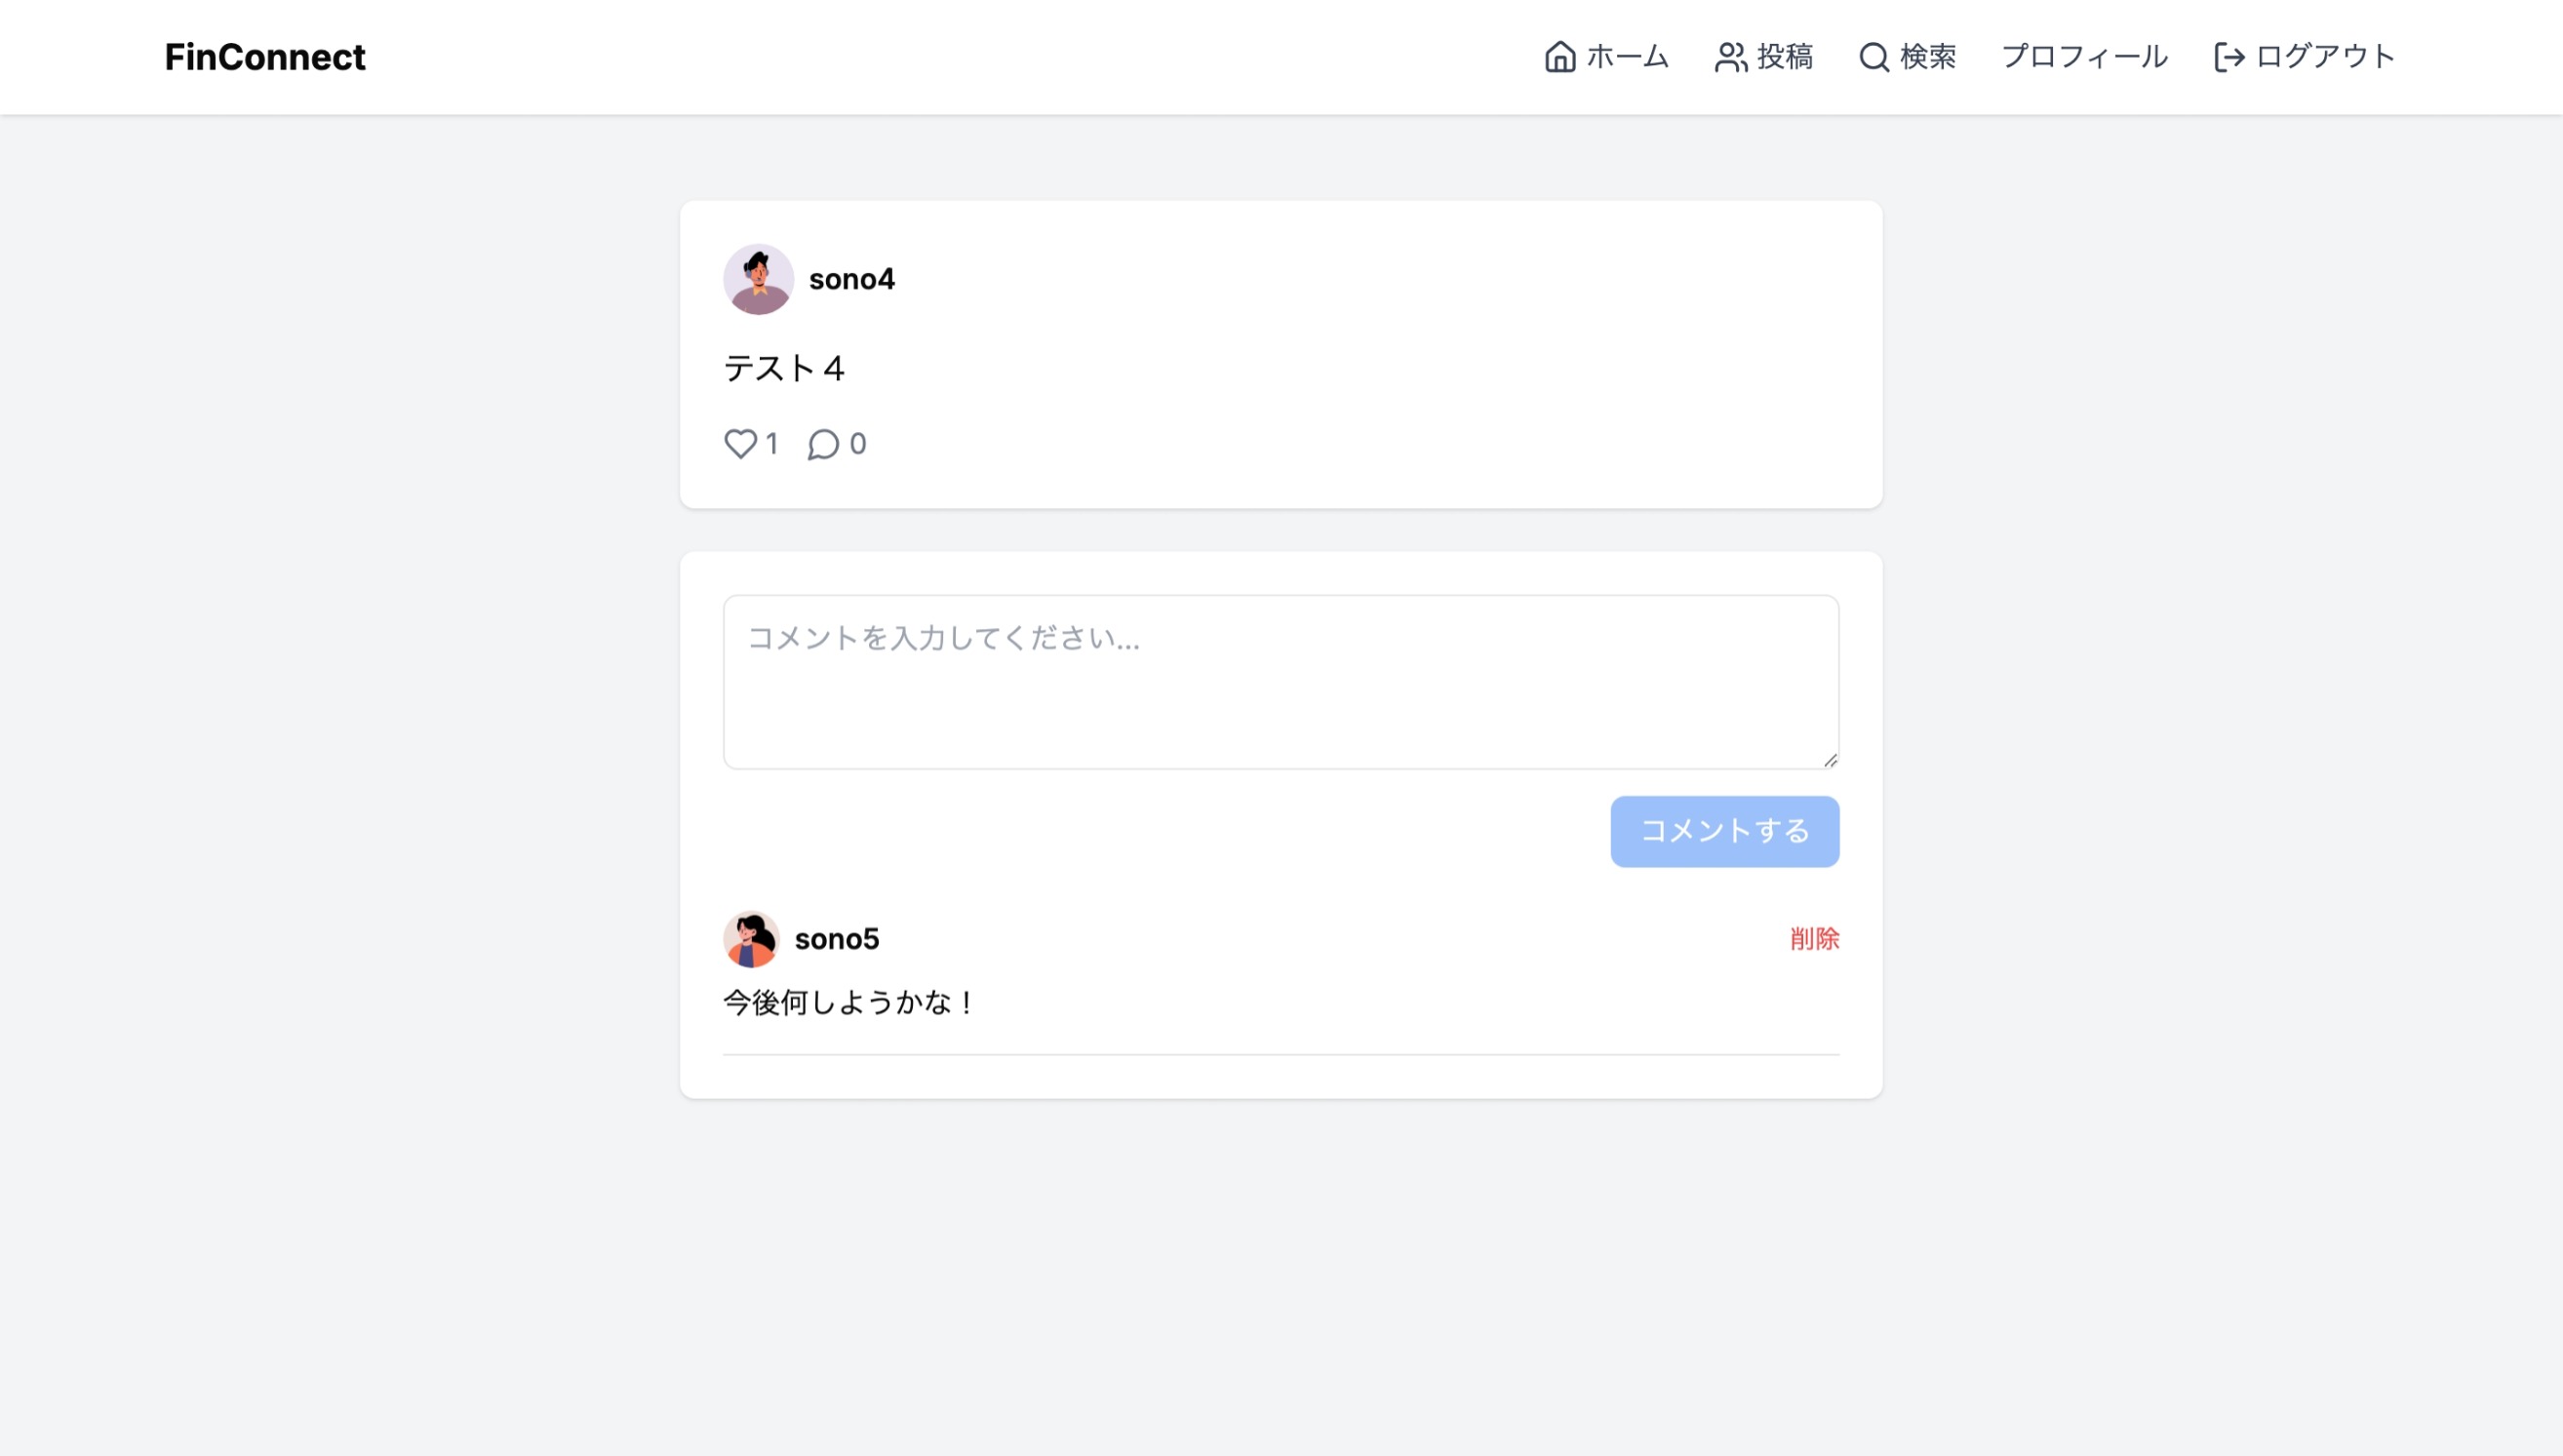 FinConnect
ホーム 投稿 検索 プロフィール ログアウト
sono4
テスト４
1 0
コメントを入力してください...
コメントする
sono5 削除
今後何しようかな！